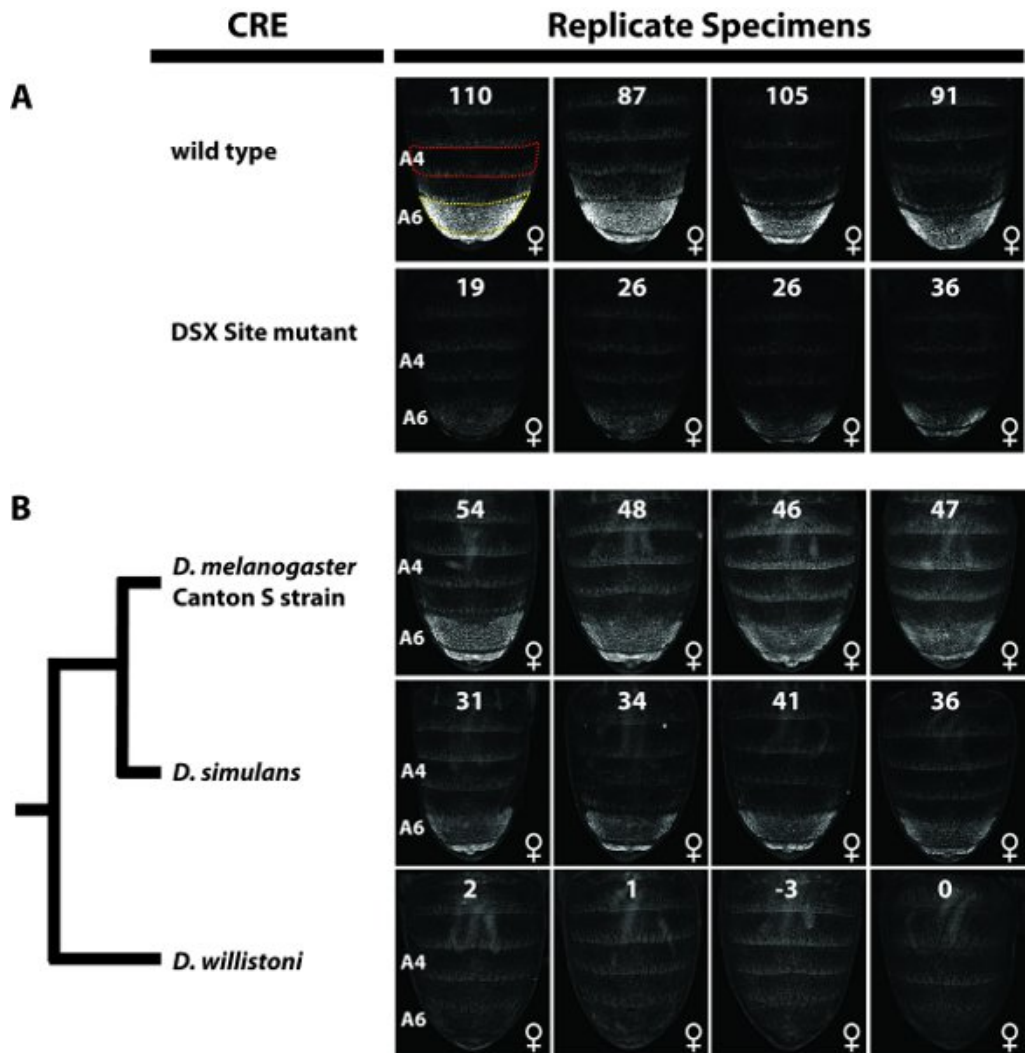 CRE Replicate Specimens
A
wild type
110 87 105 91
A4
A6
♀ ♀ ♀ ♀
DSX Site mutant
19 26 26 36
A4
A6
♀ ♀ ♀ ♀
B
D. melanogaster
Canton S strain
54 48 46 47
A4
A6
♀ ♀ ♀ ♀
D. simulans
31 34 41 36
A4
A6
♀ ♀ ♀ ♀
D. willistoni
2 1 -3 0
A4
A6
♀ ♀ ♀ ♀